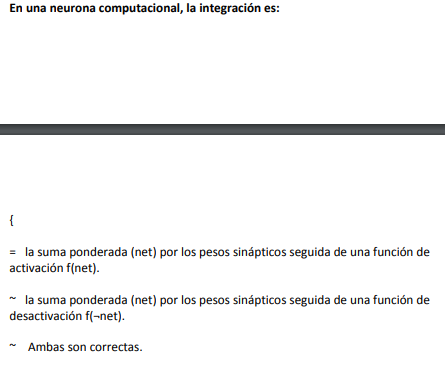 En una neurona computacional, la integración es:
{
= la suma ponderada (net) por los pesos sinápticos seguida de una función de
activación f(net).
~ la suma ponderada (net) por los pesos sinápticos seguida de una función de
desactivación f(¬net).
~ Ambas son correctas.